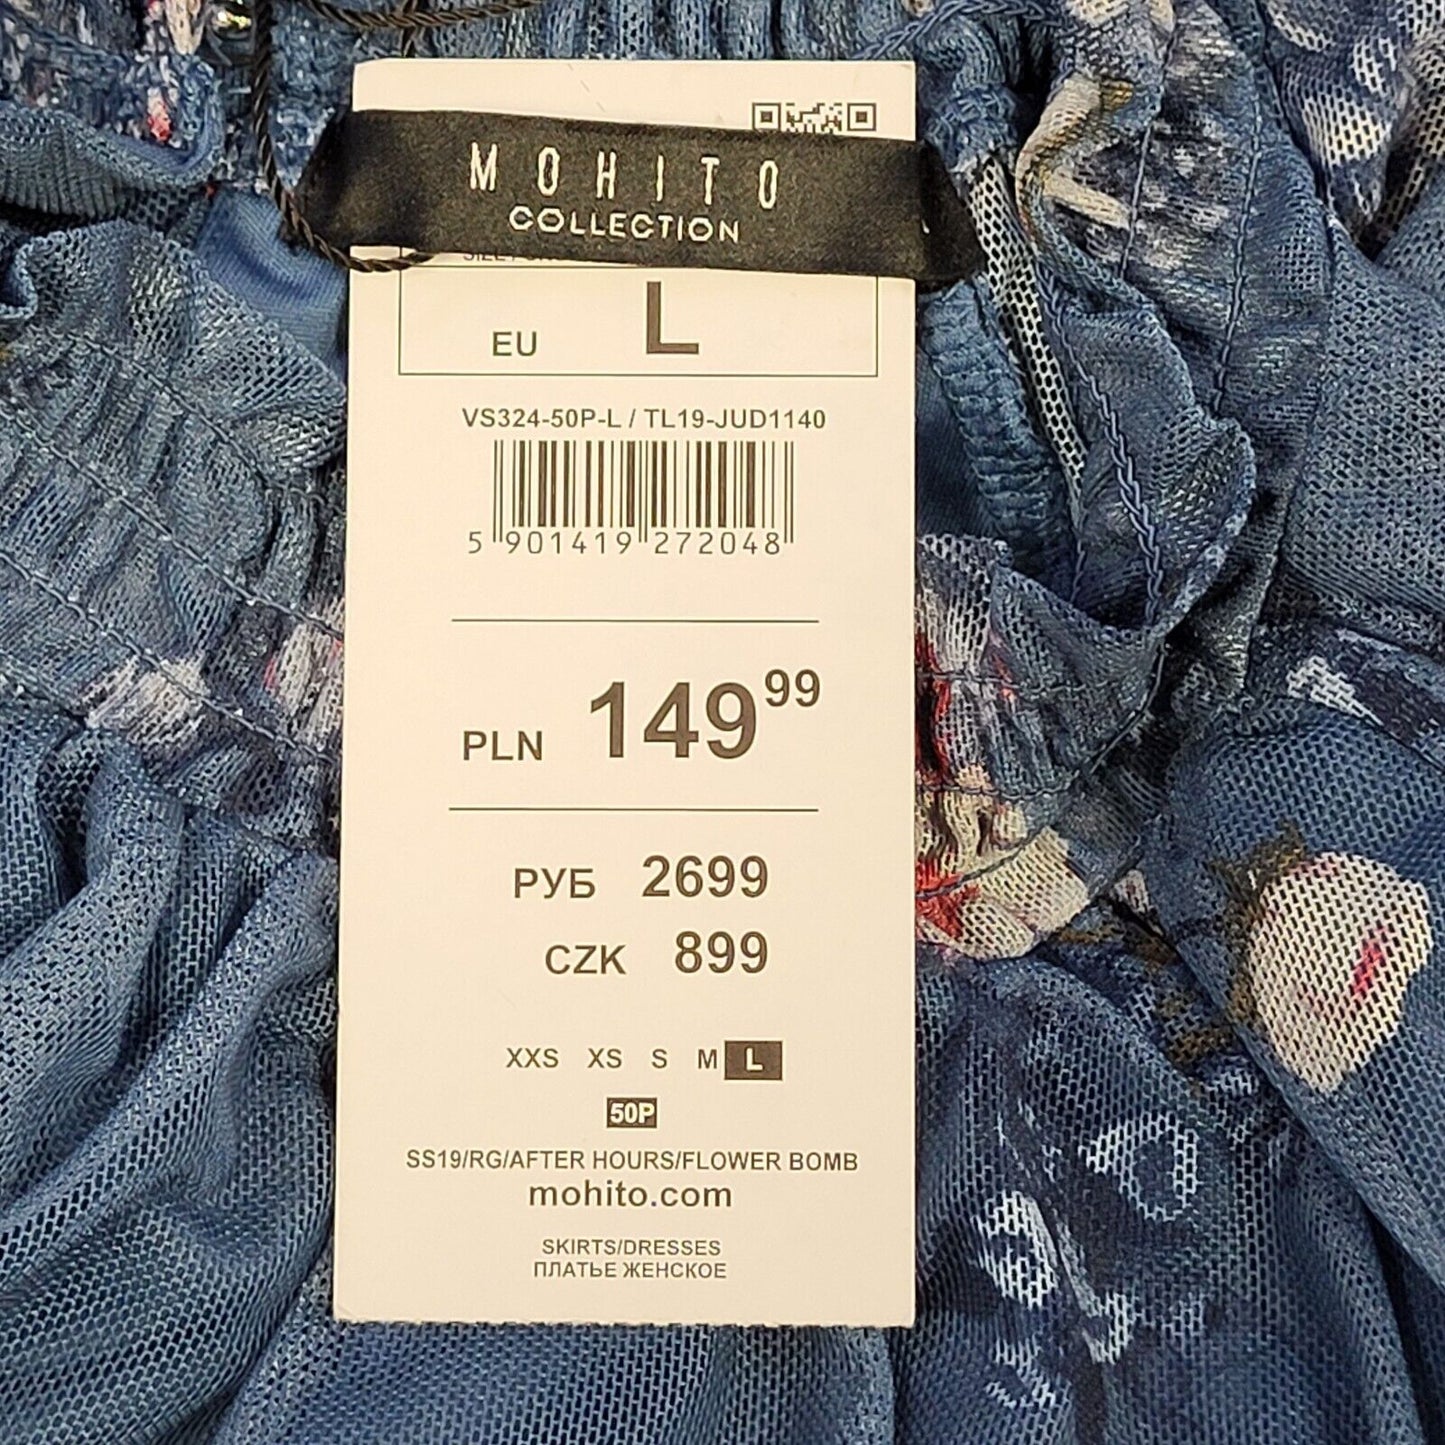 MOHITO
COLLECTION
EU L
VS324-50P-L / TL19-JUD1140
5 901419 272048
PLN 149 99
РУБ 2699
CZK 899
XXS XS S M L
50P
SS19/RG/AFTER HOURS/FLOWER BOMB
mohito.com
SKIRTS/DRESSES
ПЛАТЬЕ ЖЕНСКОЕ